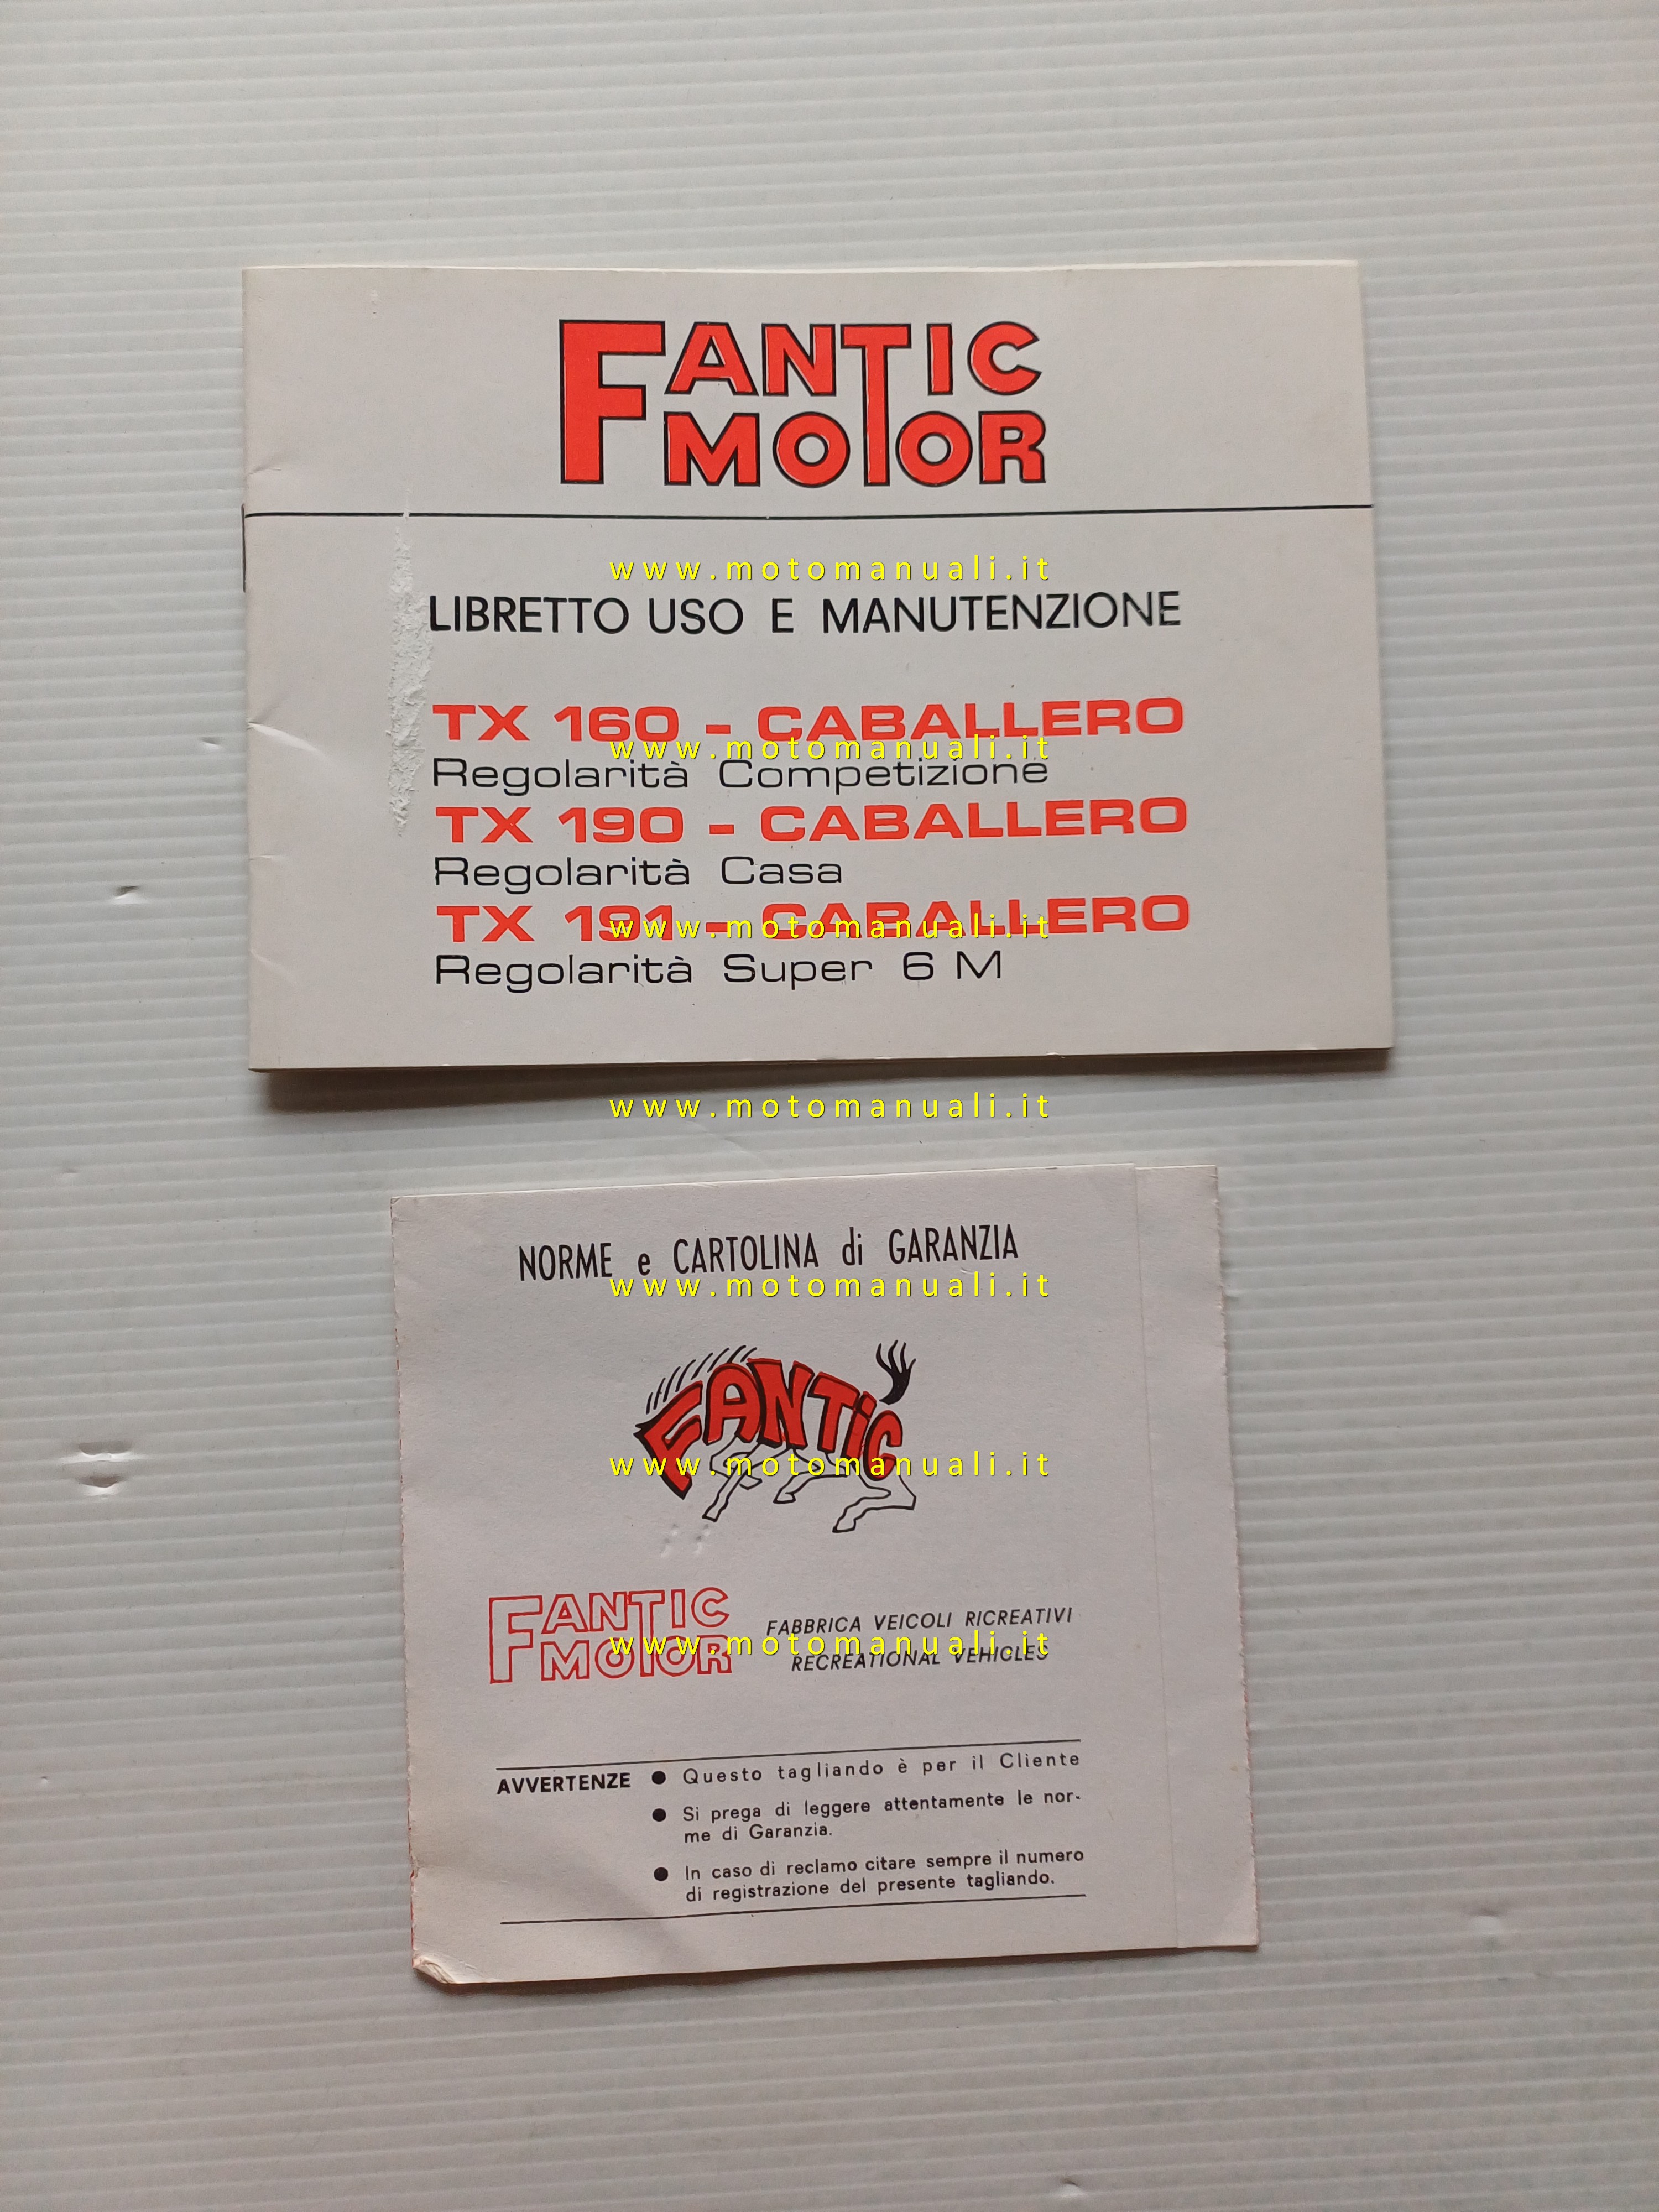 FANTIC
MOTOR
www.motomanuali.it
LIBRETTO USO E MANUTENZIONE
TX 160 - CABALLERO
www.motomanuali.it
Regolarità Competizione
TX 190 - CABALLERO
Regolarità Casa
TX 191 - CABALLERO
www.motomanuali.it
Regolarità Super 6 M
www.motomanuali.it
NORME e CARTOLINA di GARANZIA
www.motomanuali.it
FANTiC
www.motomanuali.it
FANTIC
MOTOR
FABBRICA VEICOLI RICREATIVI
www.motomanuali.it
RECREATIONAL VEHICLES
AVVERTENZE ● Questo tagliando è per il Cliente
● Si prega di leggere attentamente le nor-
me di Garanzia.
● In caso di reclamo citare sempre il numero
di registrazione del presente tagliando.